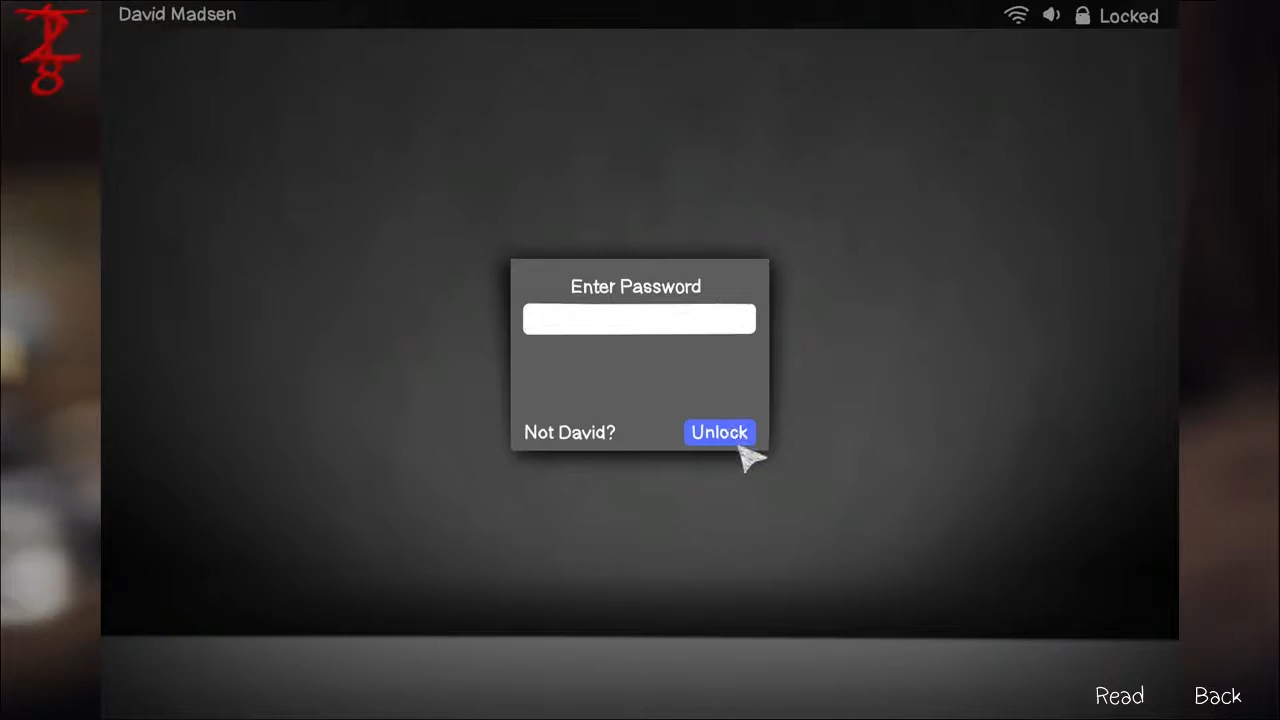 David Madsen
Locked
Enter Password
Not David?
Unlock
Read
Back